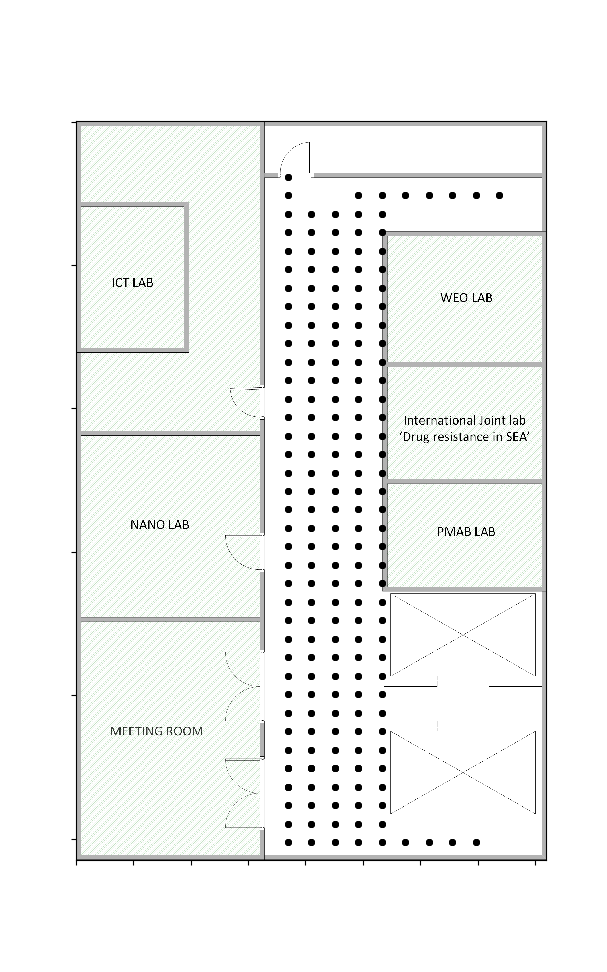 ICT LAB
WEO LAB
International Joint lab
'Drug resistance in SEA'
NANO LAB
PMAB LAB
MEETING ROOM